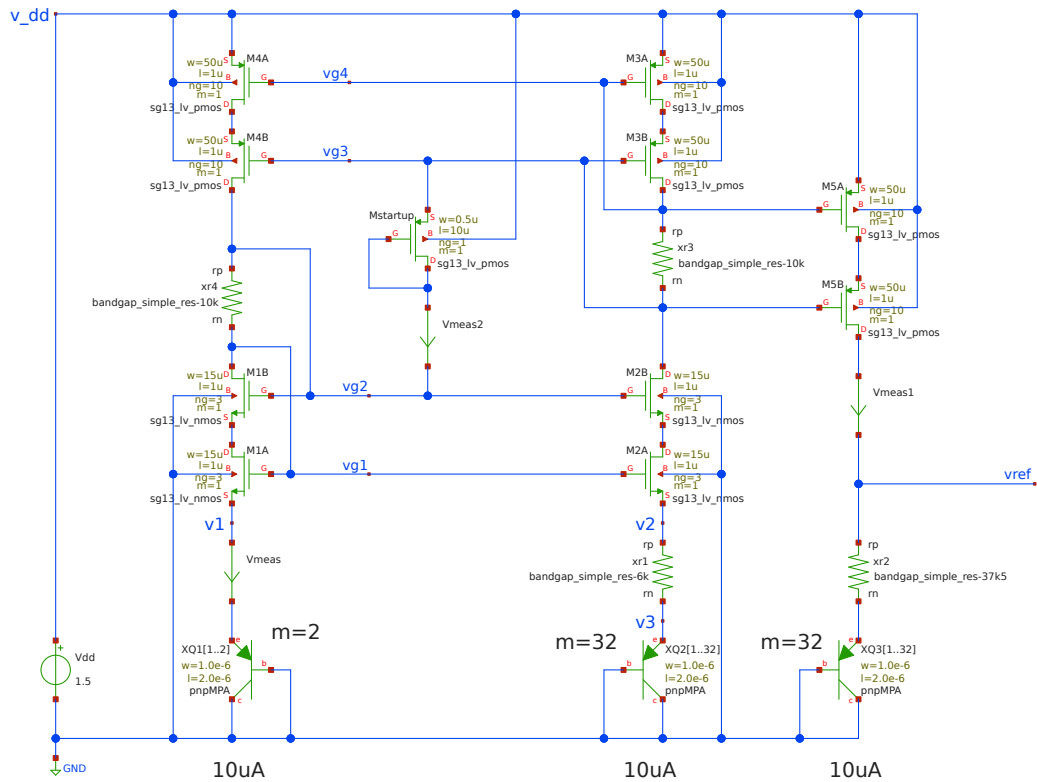 v_dd
S
M4A
w=50u
l=1u
B
G
ng=10
m=1
D
sg13_lv_pmos
vg4
S
M3A
w=50u
l=1u
B
G
ng=10
m=1
D
sg13_lv_pmos
S
M4B
w=50u
l=1u
B
G
ng=10
m=1
D
sg13_lv_pmos
vg3
S
M3B
w=50u
l=1u
B
G
ng=10
m=1
D
sg13_lv_pmos
Mstartup
S
w=0.5u
l=10u
G
B
ng=1
m=1
D
sg13_lv_pmos
M5A
S
w=50u
l=1u
G
B
ng=10
m=1
D
sg13_lv_pmos
rp
xr4
bandgap_simple_res-10k
rn
rp
xr3
bandgap_simple_res-10k
rn
M5B
S
w=50u
l=1u
G
B
ng=10
m=1
D
sg13_lv_pmos
Vmeas2
w=15u
D
M1B
l=1u
B
G
ng=3
m=1
S
sg13_lv_nmos
vg2
M2B
D
w=15u
l=1u
G
B
ng=3
m=1
S
sg13_lv_nmos
Vmeas1
w=15u
D
M1A
l=1u
B
G
ng=3
m=1
S
sg13_lv_nmos
vg1
M2A
D
w=15u
l=1u
G
B
ng=3
m=1
S
sg13_lv_nmos
vref
v1
v2
Vmeas
rp
xr1
bandgap_simple_res-6k
rn
rp
xr2
bandgap_simple_res-37k5
rn
v3
+
Vdd
1.5
XQ1[1..2]
e
m=2
w=1.0e-6
b
l=2.0e-6
pnpMPA
c
m=32
e
XQ2[1..32]
b
w=1.0e-6
l=2.0e-6
pnpMPA
c
m=32
e
XQ3[1..32]
b
w=1.0e-6
l=2.0e-6
pnpMPA
c
GND
10uA
10uA
10uA